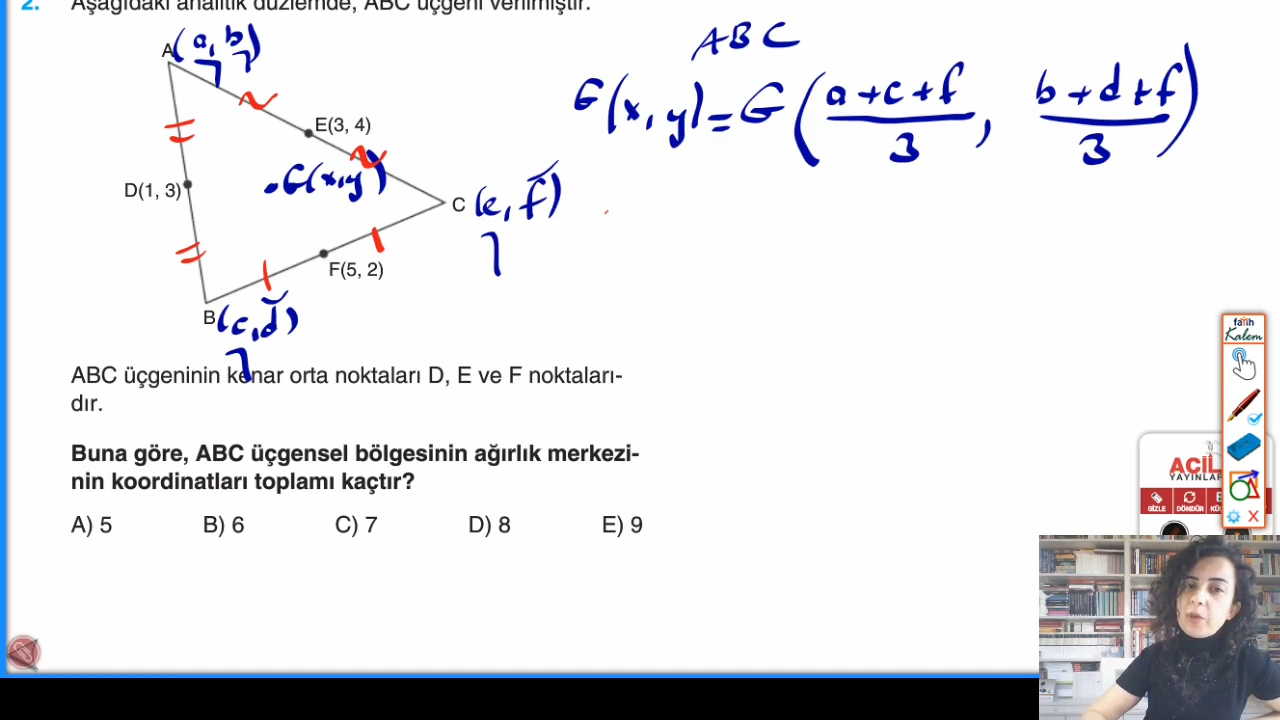 2. Aşağıdaki analitik düzlemde, ABC üçgeni verilmiştir.
A(a, b)
ABC
G(x, y) = G(a+c+f/3, b+d+f/3)
E(3, 4)
D(1, 3)
G(x,y)
C(e, f)
F(5, 2)
B(c, d)
ABC üçgeninin kenar orta noktaları D, E ve F noktaları-
dır.
Buna göre, ABC üçgensel bölgesinin ağırlık merkezi-
nin koordinatları toplamı kaçtır?
A) 5 B) 6 C) 7 D) 8 E) 9
fatih
Kalem
ACİL
YAYINLAR
GİZLE DÖNDÜR